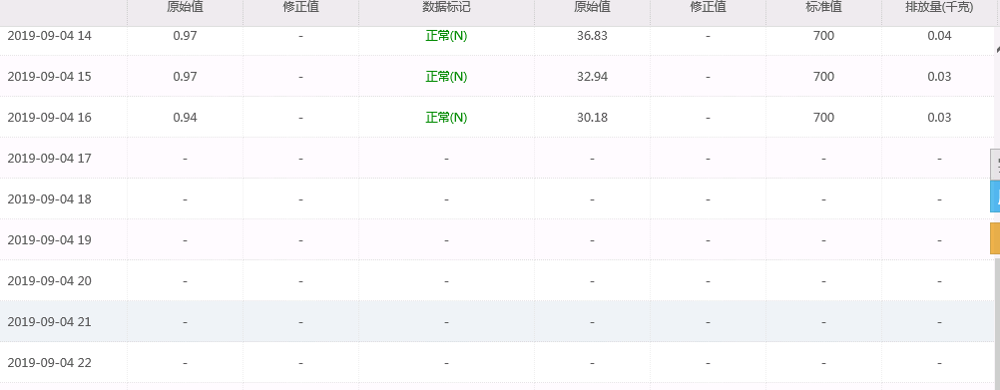 原始值 修正值 数据标记 原始值 修正值 标准值 排放量(千克)
2019-09-04 14 0.97 - 正常(N) 36.83 - 700 0.04
2019-09-04 15 0.97 - 正常(N) 32.94 - 700 0.03
2019-09-04 16 0.94 - 正常(N) 30.18 - 700 0.03
2019-09-04 17 - - - - - - -
2019-09-04 18 - - - - - - -
2019-09-04 19 - - - - - - -
2019-09-04 20 - - - - - - -
2019-09-04 21 - - - - - - -
2019-09-04 22 - - - - - - -